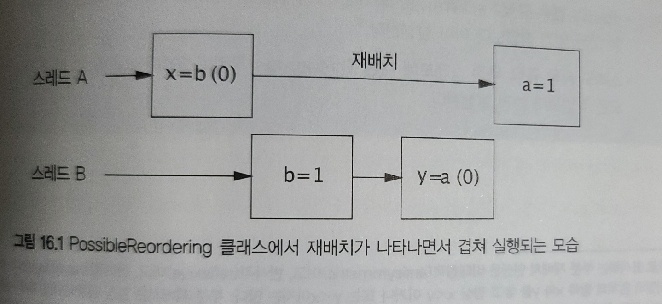 재배치
스레드 A
x=b (0)
a=1
스레드 B
b=1
y=a (0)
그림 16.1 PossibleReordering 클래스에서 재배치가 나타나면서 겹쳐 실행되는 모습